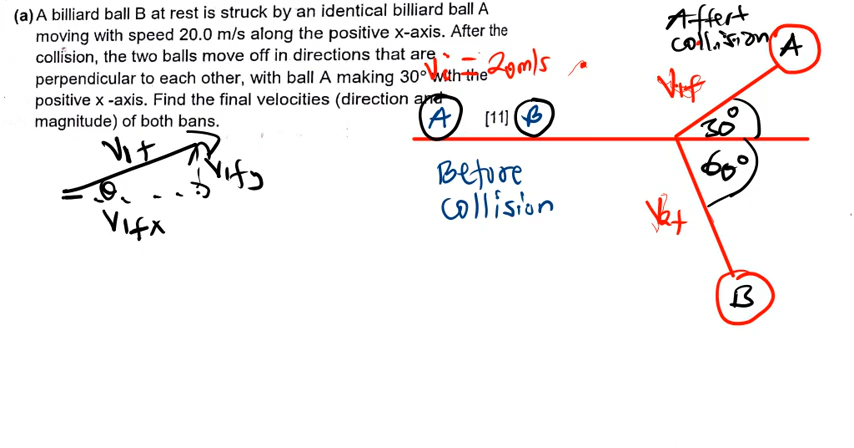 (a) A billiard ball B at rest is struck by an identical billiard ball A
moving with speed 20.0 m/s along the positive x-axis. After the
collision, the two balls move off in directions that are
perpendicular to each other, with ball A making 30° with the
positive x -axis. Find the final velocities (direction and
magnitude) of both bans.
[11]
Vi = 20m/s
A
B
Before
collision
Affert
collision
A
V1f
30°
60°
V2f
B
V1f
V1fy
θ
V1fx